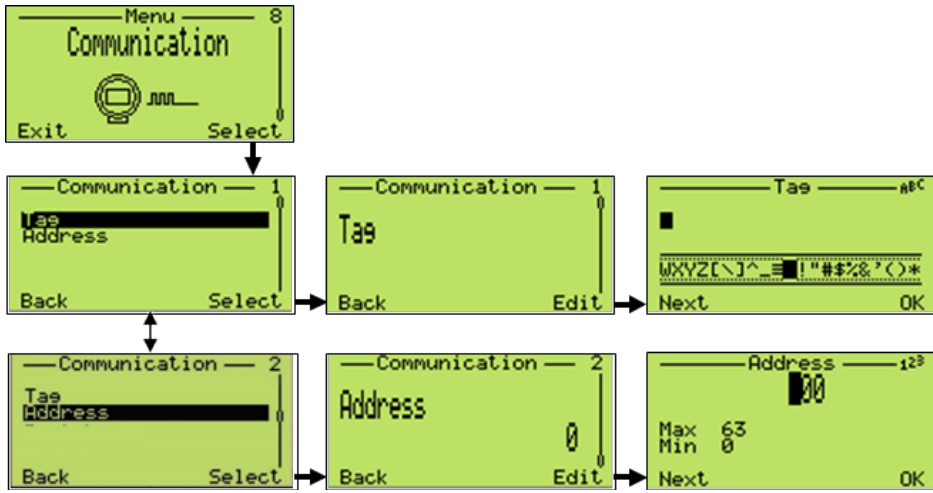 Menu 8
Communication
Exit Select
Communication 1
Tag
Address
Back Select
Communication 1
Tag
Back Edit
Tag ABC
WXYZ[\]^_≡ !"#$%&'()*
Next OK
Communication 2
Tag
Address
Back Select
Communication 2
Address
0
Back Edit
Address 123
00
Max 63
Min 0
Next OK